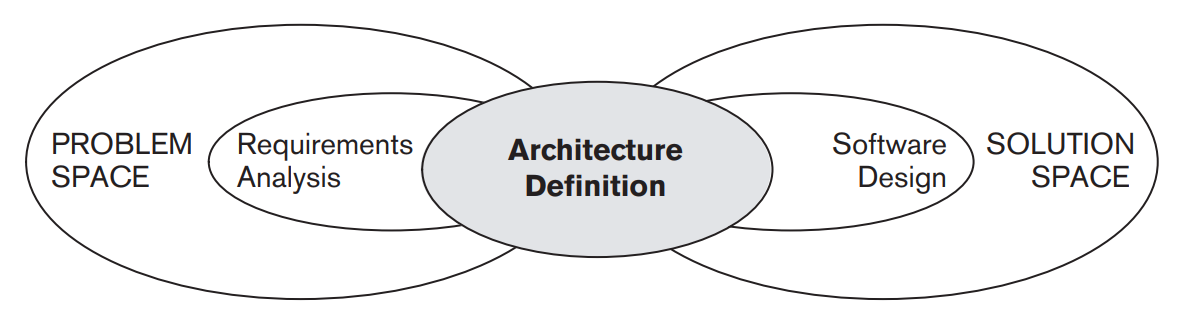 PROBLEM
SPACE
Requirements
Analysis
Architecture
Definition
Software
Design
SOLUTION
SPACE